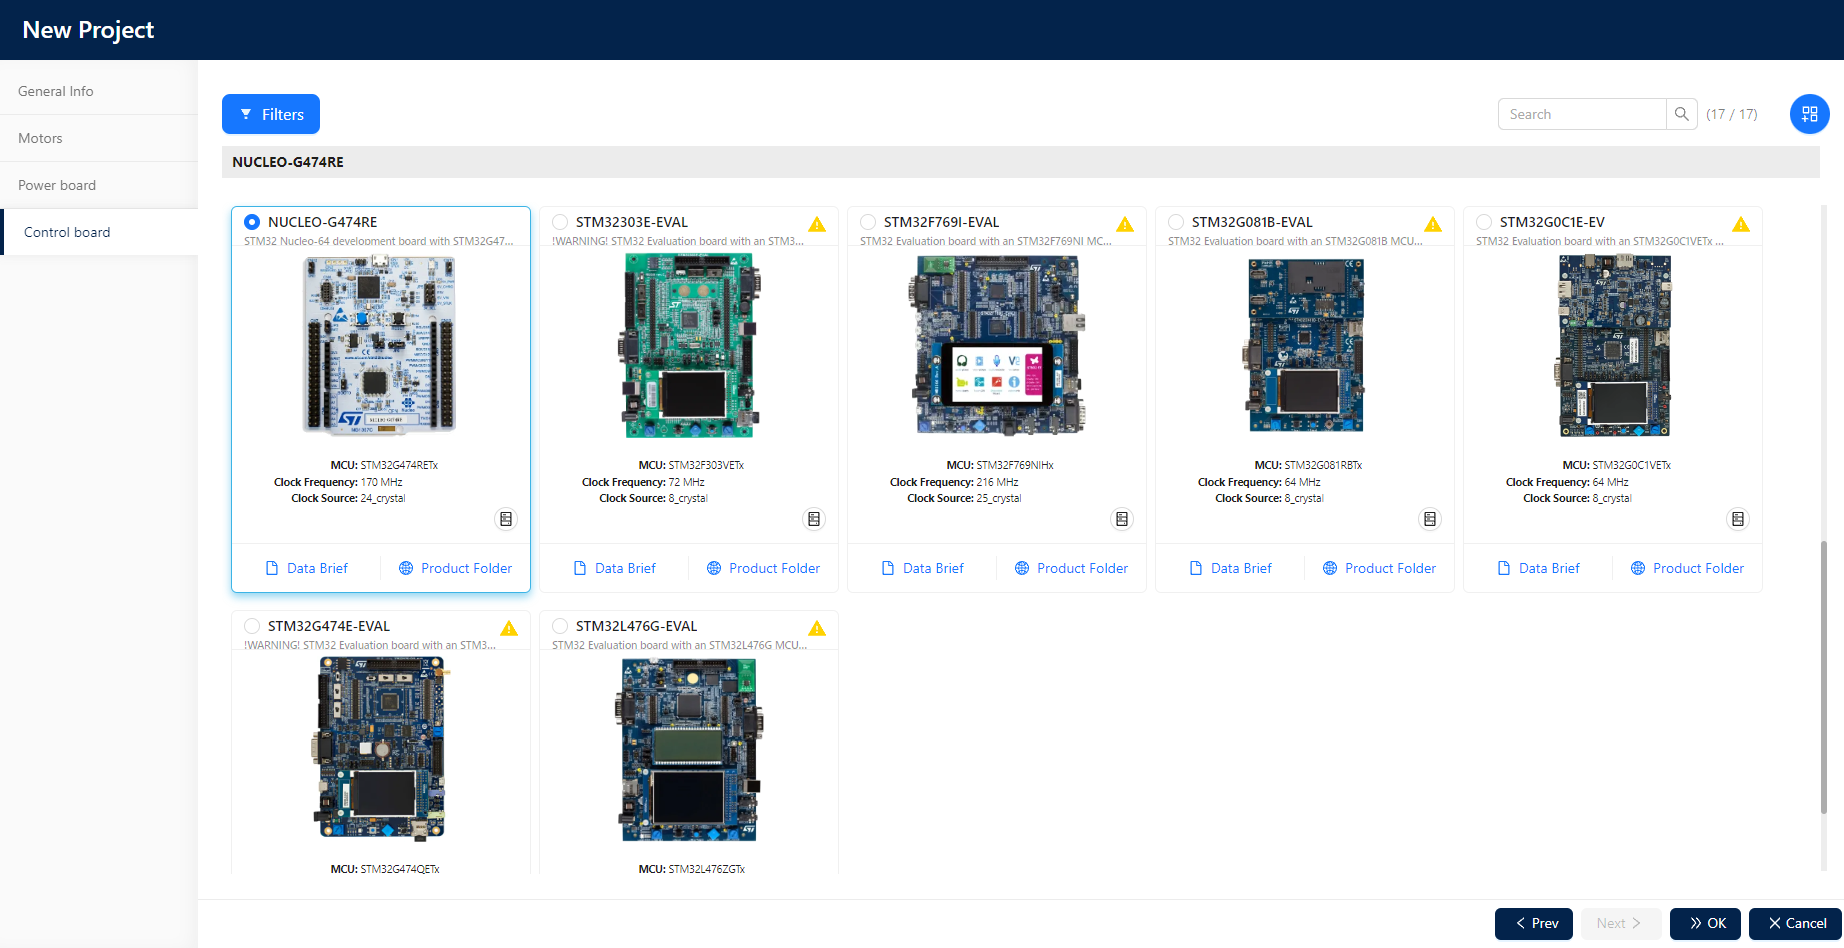 New Project
General Info
Motors
Power board
Control board
Filters
Search
(17 / 17)
NUCLEO-G474RE
NUCLEO-G474RE
STM32 Nucleo-64 development board with STM32G47...
MCU: STM32G474RETx
Clock Frequency: 170 MHz
Clock Source: 24_crystal
Data Brief
Product Folder
STM32303E-EVAL
!WARNING! STM32 Evaluation board with an STM3...
MCU: STM32F303VETx
Clock Frequency: 72 MHz
Clock Source: 8_crystal
Data Brief
Product Folder
STM32F769I-EVAL
STM32 Evaluation board with an STM32F769NI MC...
MCU: STM32F769NIHx
Clock Frequency: 216 MHz
Clock Source: 25_crystal
Data Brief
Product Folder
STM32G081B-EVAL
STM32 Evaluation board with an STM32G081B MCU...
MCU: STM32G081RBTx
Clock Frequency: 64 MHz
Clock Source: 8_crystal
Data Brief
Product Folder
STM32G0C1E-EV
STM32 Evaluation board with an STM32G0C1VETx ...
MCU: STM32G0C1VETx
Clock Frequency: 64 MHz
Clock Source: 8_crystal
Data Brief
Product Folder
STM32G474E-EVAL
!WARNING! STM32 Evaluation board with an STM3...
MCU: STM32G474QETx
STM32L476G-EVAL
STM32 Evaluation board with an STM32L476G MCU...
MCU: STM32L476ZGTx
Prev
Next
OK
Cancel